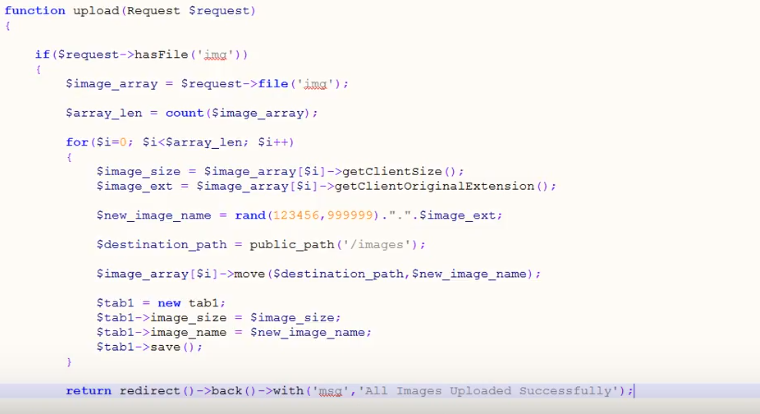 function upload(Request $request)
{
if($request->hasFile('img'))
{
$image_array = $request->file('img');
$array_len = count($image_array);
for($i=0; $i<$array_len; $i++)
{
$image_size = $image_array[$i]->getClientSize();
$image_ext = $image_array[$i]->getClientOriginalExtension();
$new_image_name = rand(123456,999999).".".$image_ext;
$destination_path = public_path('/images');
$image_array[$i]->move($destination_path,$new_image_name);
$tab1 = new tab1;
$tab1->image_size = $image_size;
$tab1->image_name = $new_image_name;
$tab1->save();
}
return redirect()->back()->with('msg','All Images Uploaded Successfully');